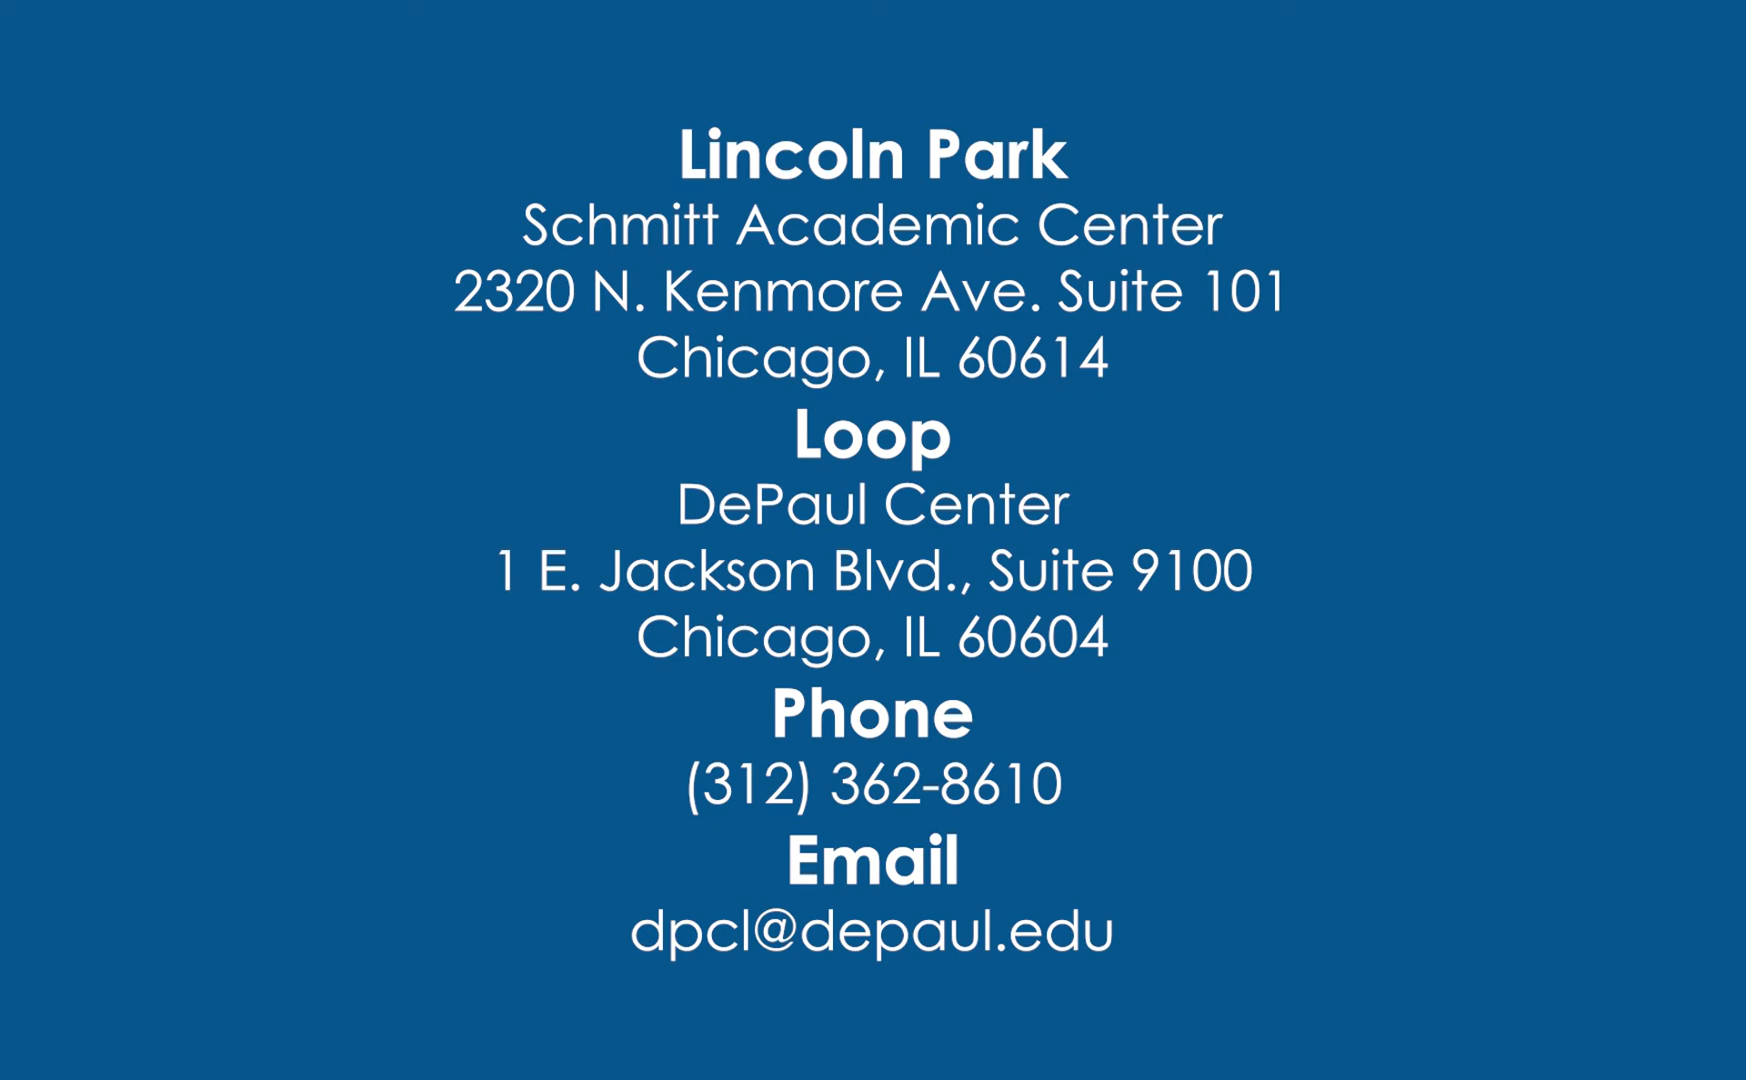 Lincoln Park
Schmitt Academic Center
2320 N. Kenmore Ave. Suite 101
Chicago, IL 60614
Loop
DePaul Center
1 E. Jackson Blvd., Suite 9100
Chicago, IL 60604
Phone
(312) 362-8610
Email
dpcl@depaul.edu